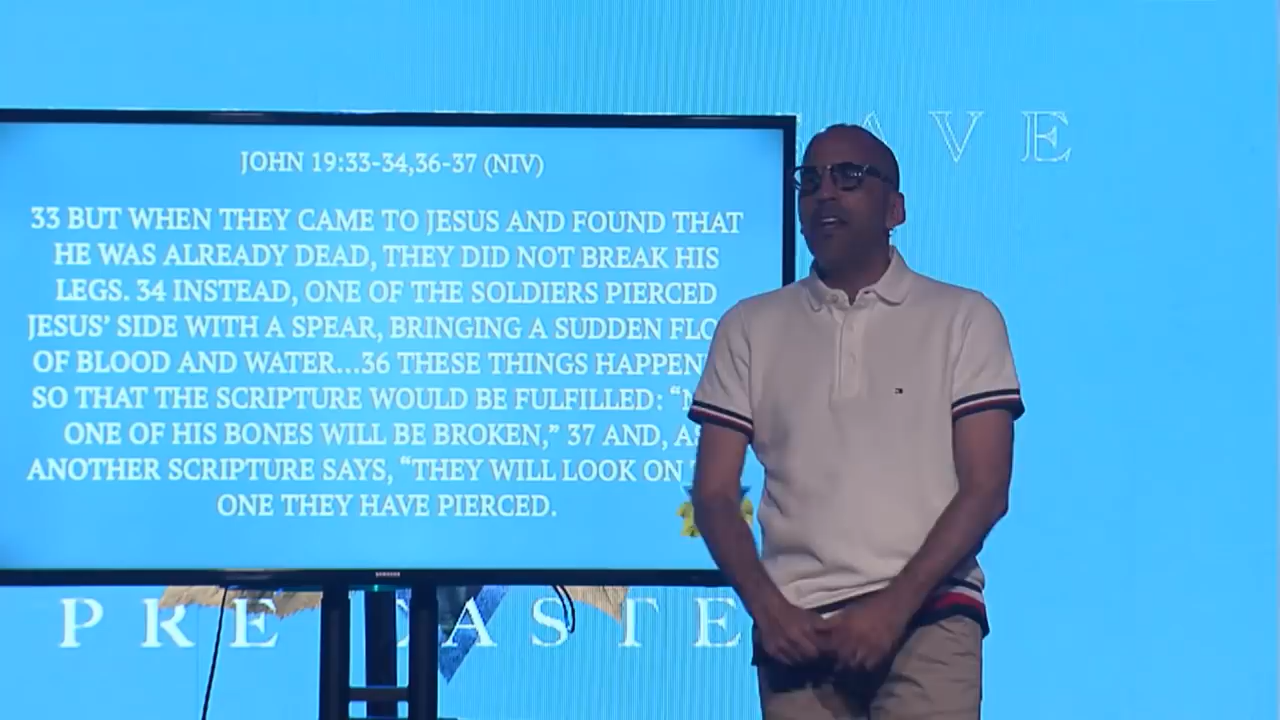 AVE
JOHN 19:33-34,36-37 (NIV)
33 BUT WHEN THEY CAME TO JESUS AND FOUND THAT
HE WAS ALREADY DEAD, THEY DID NOT BREAK HIS
LEGS. 34 INSTEAD, ONE OF THE SOLDIERS PIERCED
JESUS’ SIDE WITH A SPEAR, BRINGING A SUDDEN
OF BLOOD AND WATER...36 THESE THINGS
SO THAT THE SCRIPTURE WOULD BE FULFILLED: “
ONE OF HIS BONES WILL BE BROKEN,” 37 AND,
ANOTHER SCRIPTURE SAYS, “THEY WILL LOOK ON
ONE THEY HAVE PIERCED.
SAMSUNG
PRE EASTE